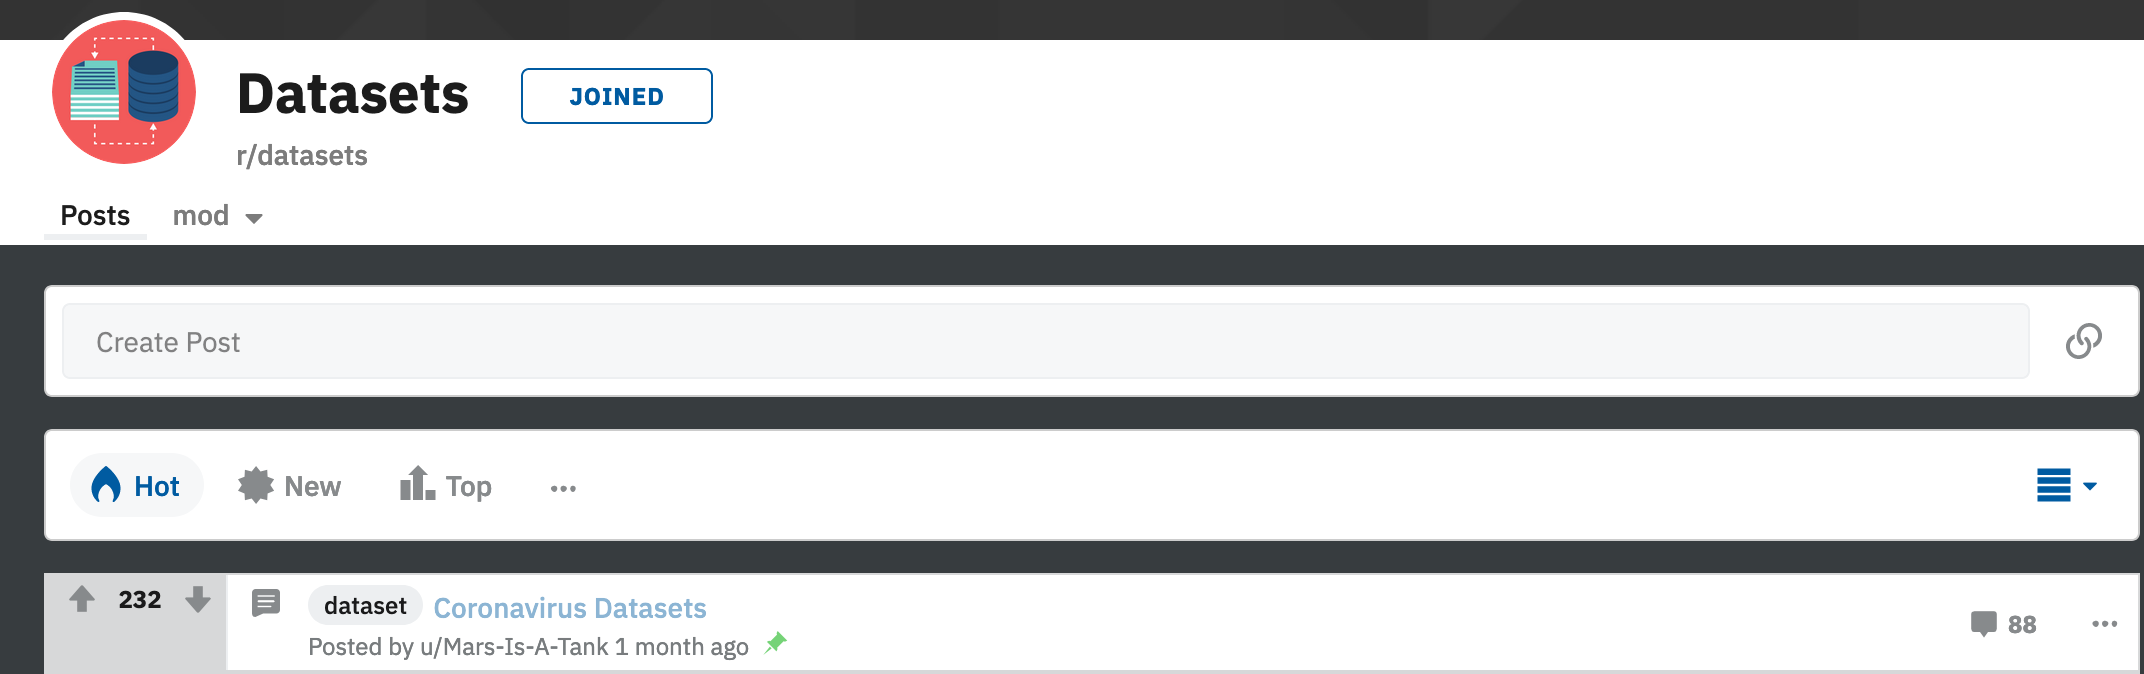 Datasets
JOINED
r/datasets
Posts mod
Create Post
Hot New Top ...
232 dataset Coronavirus Datasets 88 ...
Posted by u/Mars-Is-A-Tank 1 month ago